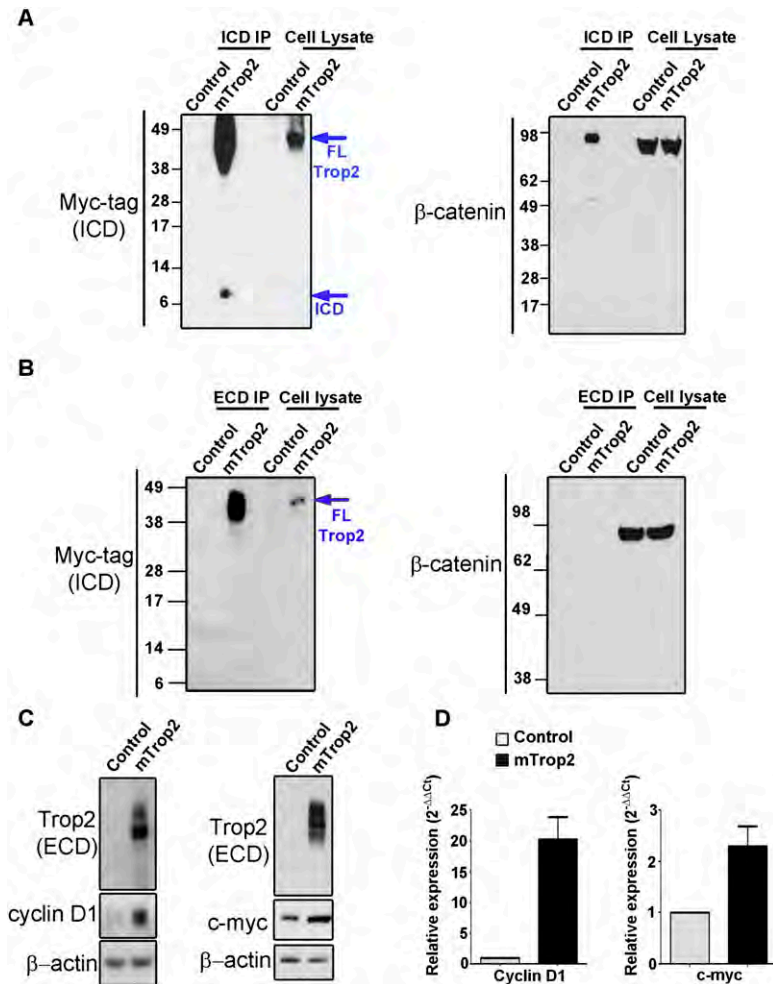 A
ICD IP Cell Lysate
Control mTrop2 Control mTrop2
49
38
28
17
14
6
Myc-tag
(ICD)
FL
Trop2
ICD
ICD IP Cell Lysate
Control mTrop2 Control mTrop2
98
62
49
38
28
17
β-catenin
B
ECD IP Cell lysate
Control mTrop2 Control mTrop2
49
38
28
17
14
6
Myc-tag
(ICD)
FL
Trop2
ECD IP Cell lysate
Control mTrop2 Control mTrop2
98
62
49
38
β-catenin
C
Control mTrop2
Trop2
(ECD)
cyclin D1
β–actin
Control mTrop2
Trop2
(ECD)
c-myc
β–actin
D
Control
mTrop2
Relative expression (2^-ΔΔCt)
25
20
15
10
5
0
Cyclin D1
Relative expression (2^-ΔΔCt)
3
2
1
0
c-myc